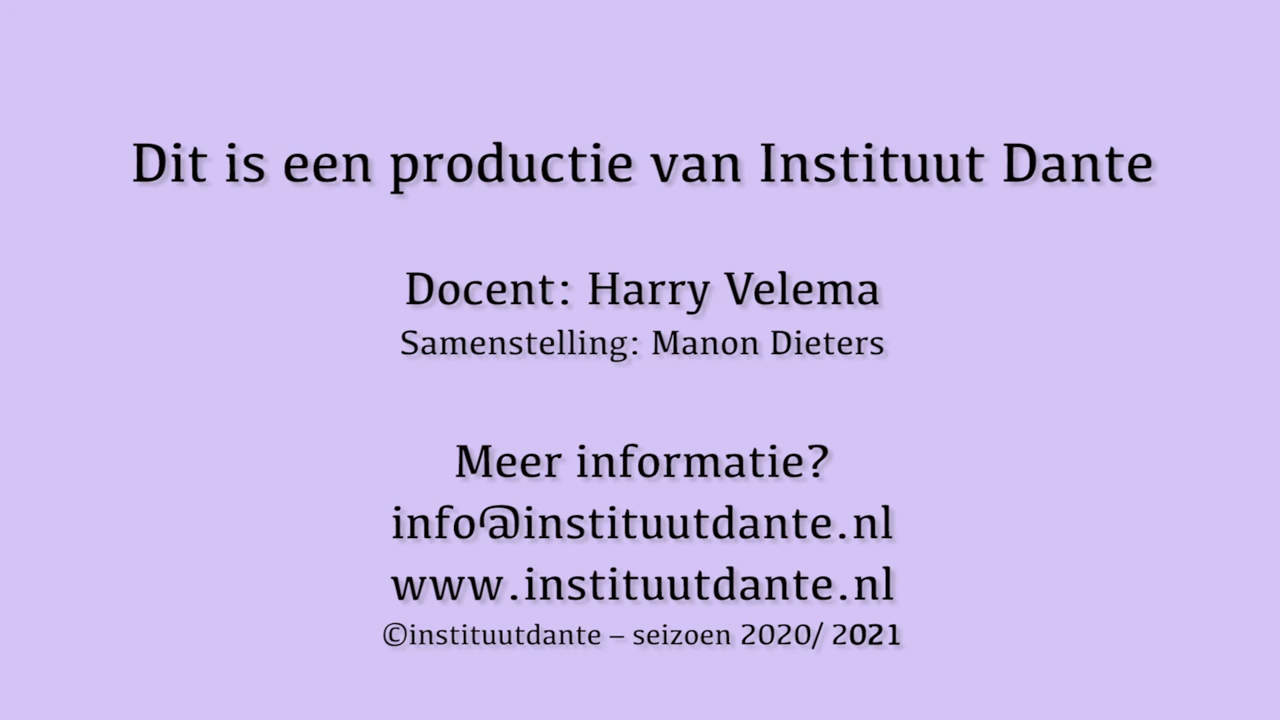 Dit is een productie van Instituut Dante
Docent: Harry Velema
Samenstelling: Manon Dieters
Meer informatie?
info@instituutdante.nl
www.instituutdante.nl
©instituutdante – seizoen 2020/ 2021